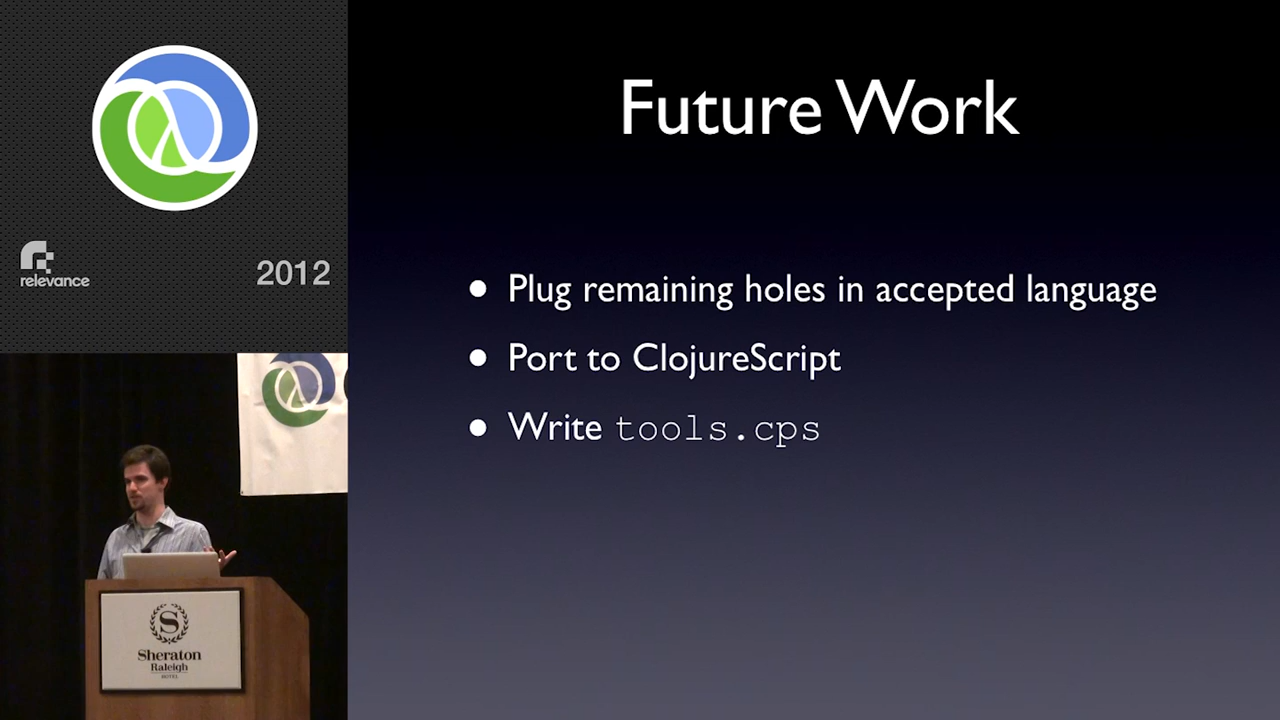 relevance
2012
S
Sheraton
Raleigh
HOTEL
Future Work
Plug remaining holes in accepted language
Port to ClojureScript
Write tools.cps